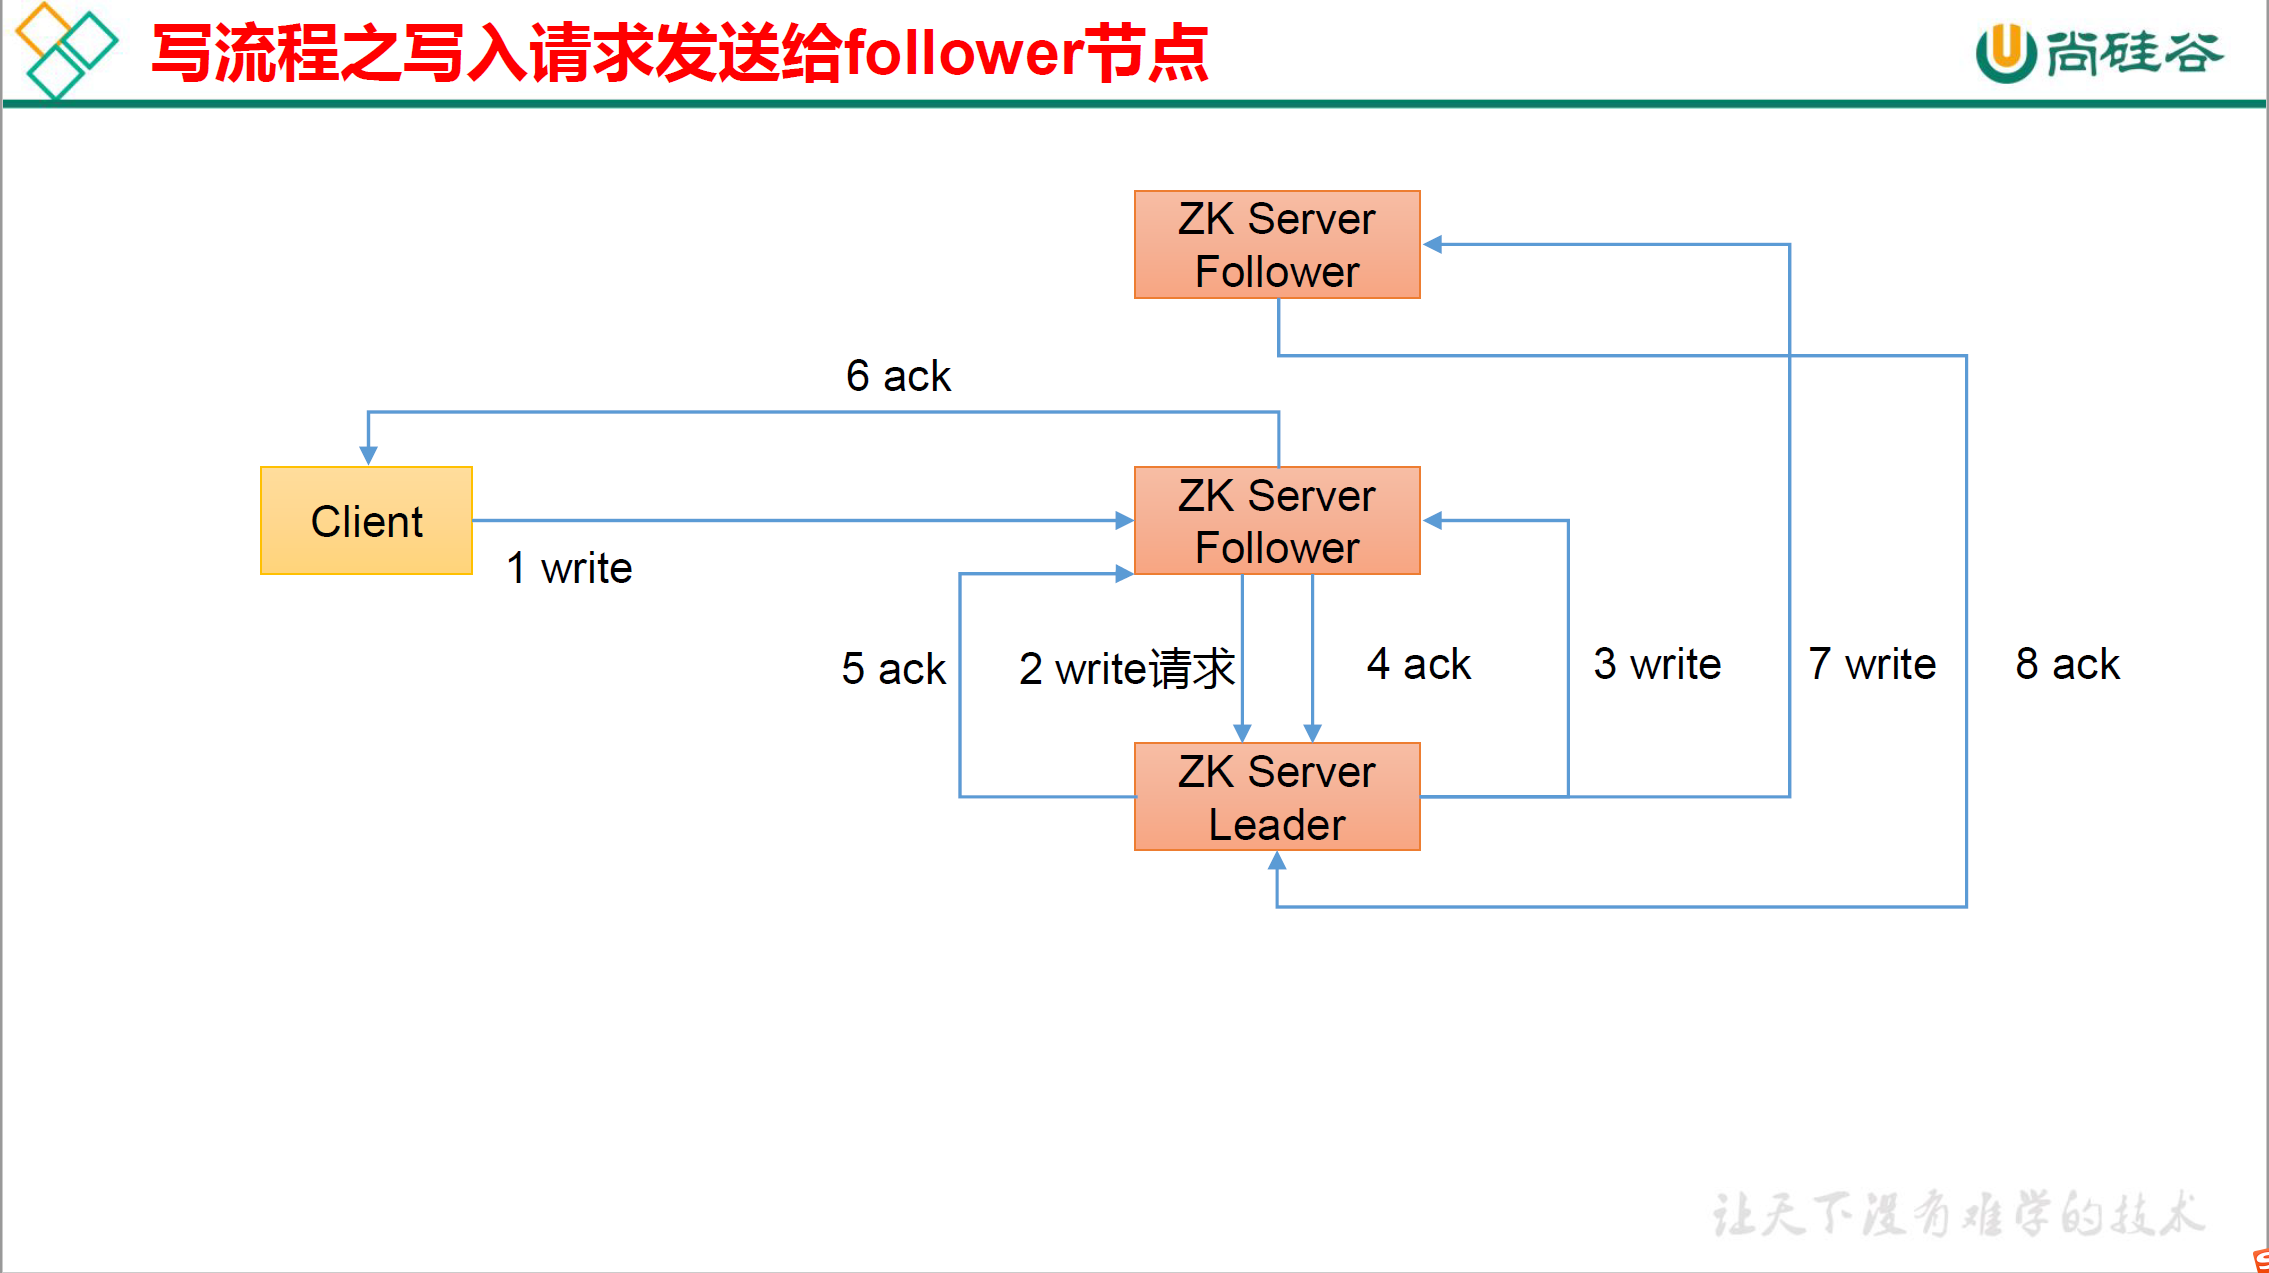 写流程之写入请求发送给follower节点
尚硅谷
ZK Server
Follower
6 ack
Client
ZK Server
Follower
1 write
5 ack
2 write请求
4 ack
3 write
7 write
8 ack
ZK Server
Leader
让天下没有难学的技术